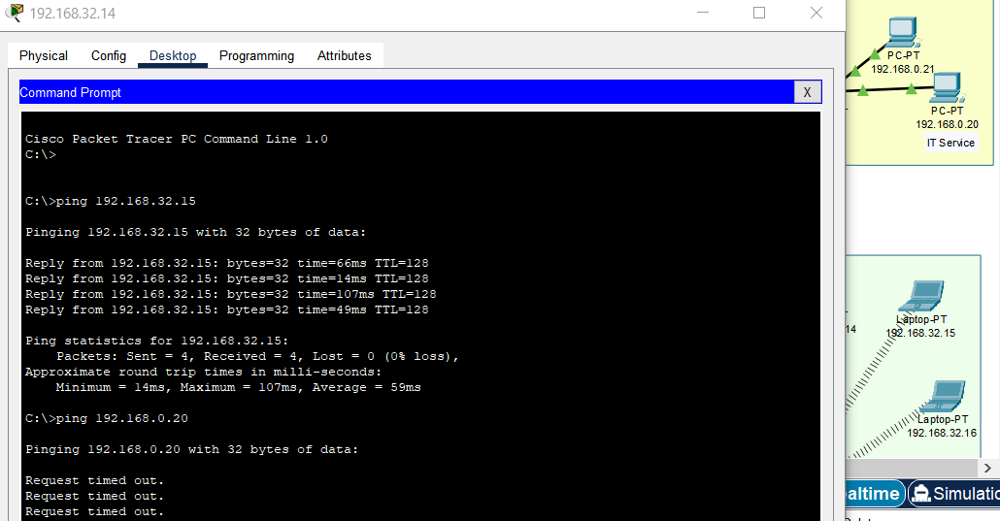 192.168.32.14
Physical Config Desktop Programming Attributes
Command Prompt
X
Cisco Packet Tracer PC Command Line 1.0
C:\>
C:\>ping 192.168.32.15
Pinging 192.168.32.15 with 32 bytes of data:
Reply from 192.168.32.15: bytes=32 time=66ms TTL=128
Reply from 192.168.32.15: bytes=32 time=14ms TTL=128
Reply from 192.168.32.15: bytes=32 time=107ms TTL=128
Reply from 192.168.32.15: bytes=32 time=49ms TTL=128
Ping statistics for 192.168.32.15:
Packets: Sent = 4, Received = 4, Lost = 0 (0% loss),
Approximate round trip times in milli-seconds:
Minimum = 14ms, Maximum = 107ms, Average = 59ms
C:\>ping 192.168.0.20
Pinging 192.168.0.20 with 32 bytes of data:
Request timed out.
Request timed out.
Request timed out.
PC-PT
192.168.0.21
PC-PT
192.168.0.20
IT Service
Laptop-PT
14 192.168.32.15
Laptop-PT
192.168.32.16
altime Simulatio